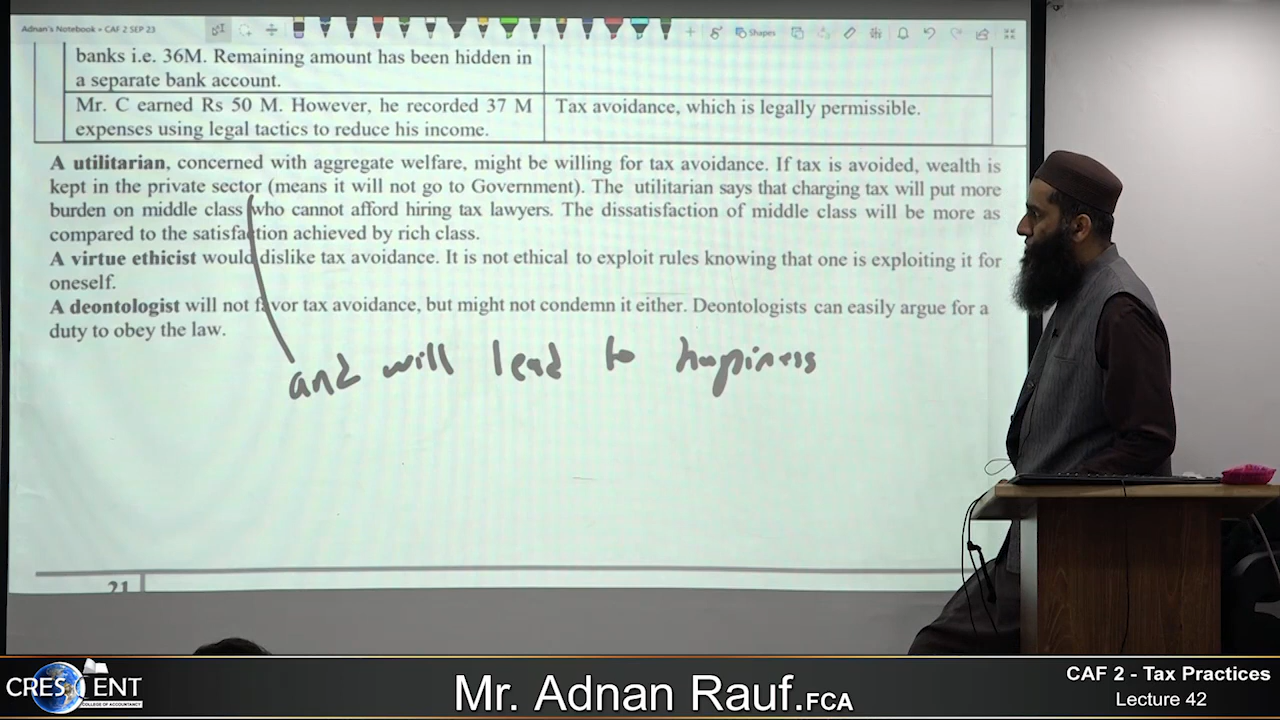 Adnan's Notebook » CAF 2 SEP 23
Shapes
banks i.e. 36M. Remaining amount has been hidden in
a separate bank account.
Mr. C earned Rs 50 M. However, he recorded 37 M
expenses using legal tactics to reduce his income.
Tax avoidance, which is legally permissible.
A utilitarian, concerned with aggregate welfare, might be willing for tax avoidance. If tax is avoided, wealth is
kept in the private sector (means it will not go to Government). The utilitarian says that charging tax will put more
burden on middle class who cannot afford hiring tax lawyers. The dissatisfaction of middle class will be more as
compared to the satisfaction achieved by rich class.
A virtue ethicist would dislike tax avoidance. It is not ethical to exploit rules knowing that one is exploiting it for
oneself.
A deontologist will not favor tax avoidance, but might not condemn it either. Deontologists can easily argue for a
duty to obey the law.
and will lead to happiness
21
CRESCENT
COLLEGE OF ACCOUNTANCY
Mr. Adnan Rauf.FCA
CAF 2 - Tax Practices
Lecture 42